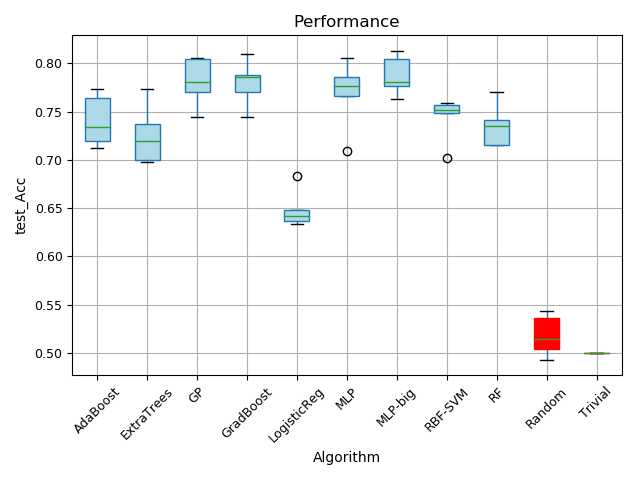 Performance
test_Acc
0.80
0.75
0.70
0.65
0.60
0.55
0.50
AdaBoost
ExtraTrees
GP
GradBoost
LogisticReg
MLP
MLP-big
RBF-SVM
RF
Random
Trivial
Algorithm